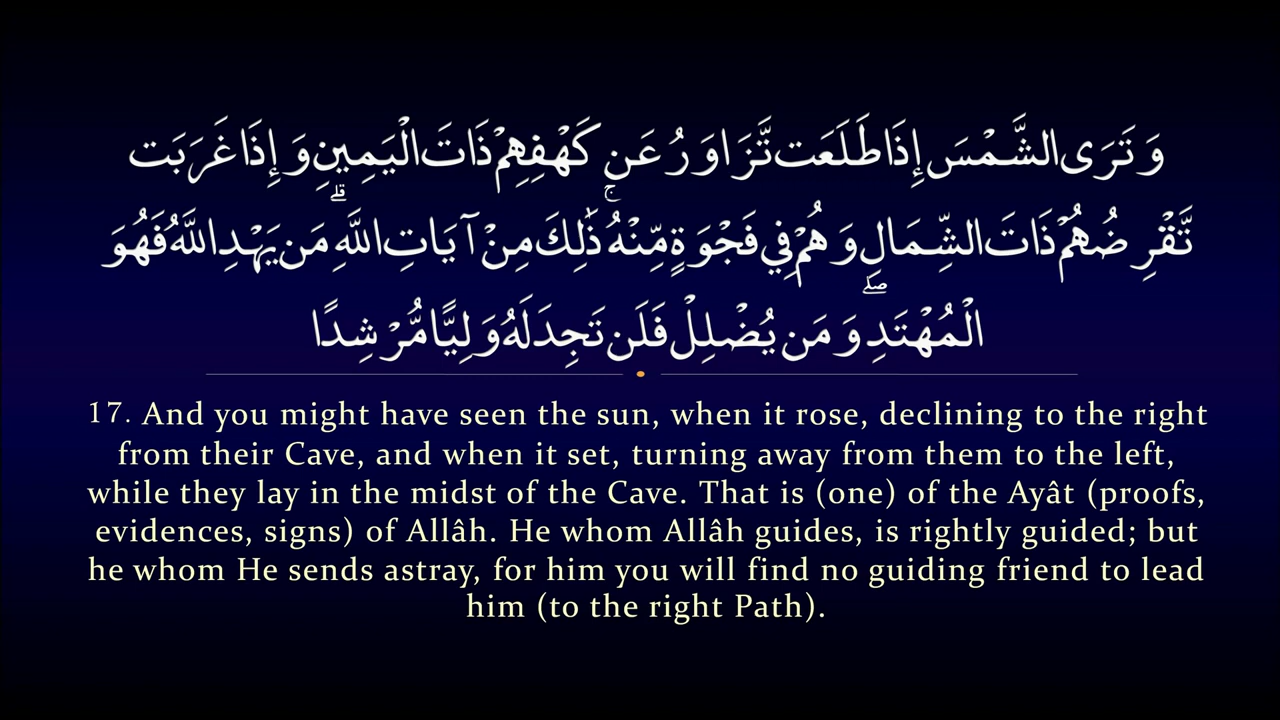 وَتَرَى الشَّمْسَ إِذَا طَلَعَت تَّزَاوَرُ عَن كَهْفِهِمْ ذَاتَ الْيَمِينِ وَإِذَا غَرَبَت
تَّقْرِضُهُمْ ذَاتَ الشِّمَالِ وَهُمْ فِي فَجْوَةٍ مِّنْهُ ۚ ذَٰلِكَ مِنْ آيَاتِ اللَّهِ ۗ مَن يَهْدِ اللَّهُ فَهُوَ
الْمُهْتَدِ ۖ وَمَن يُضْلِلْ فَلَن تَجِدَ لَهُ وَلِيًّا مُّرْشِدًا
17. And you might have seen the sun, when it rose, declining to the right
from their Cave, and when it set, turning away from them to the left,
while they lay in the midst of the Cave. That is (one) of the Ayât (proofs,
evidences, signs) of Allâh. He whom Allâh guides, is rightly guided; but
he whom He sends astray, for him you will find no guiding friend to lead
him (to the right Path).